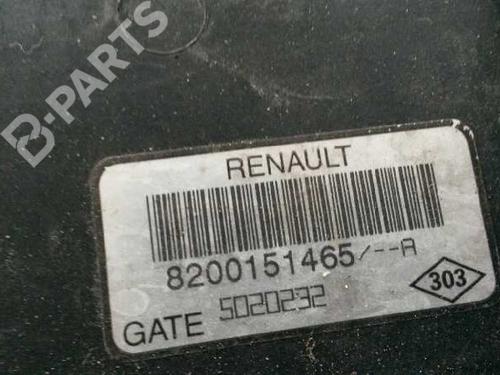 B-PARTS
RENAULT
8200151465/--A
303
GATE 5020232